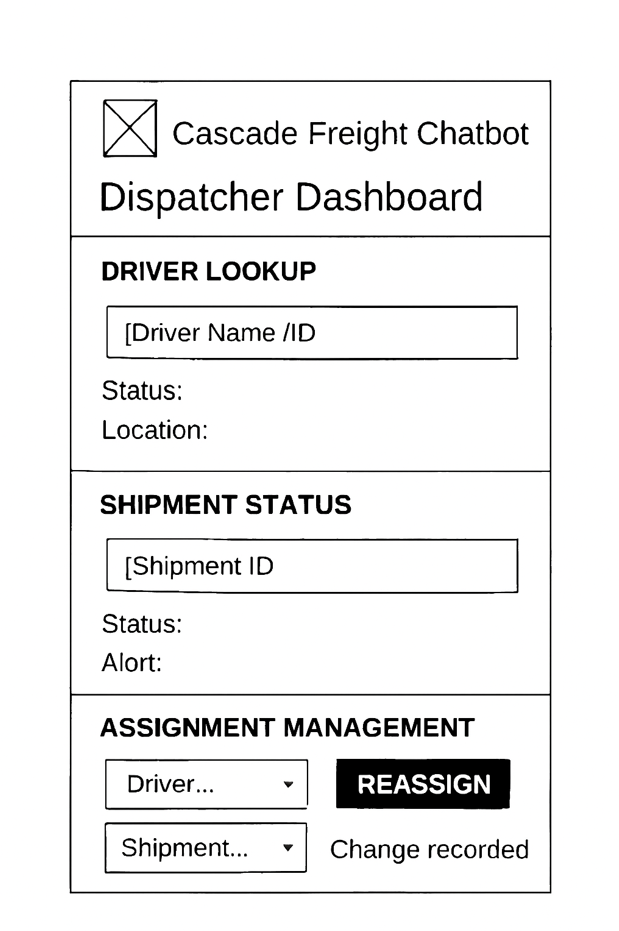 Cascade Freight Chatbot
Dispatcher Dashboard
DRIVER LOOKUP
[Driver Name /ID
Status:
Location:
SHIPMENT STATUS
[Shipment ID
Status:
Alort:
ASSIGNMENT MANAGEMENT
Driver...
REASSIGN
Shipment...
Change recorded